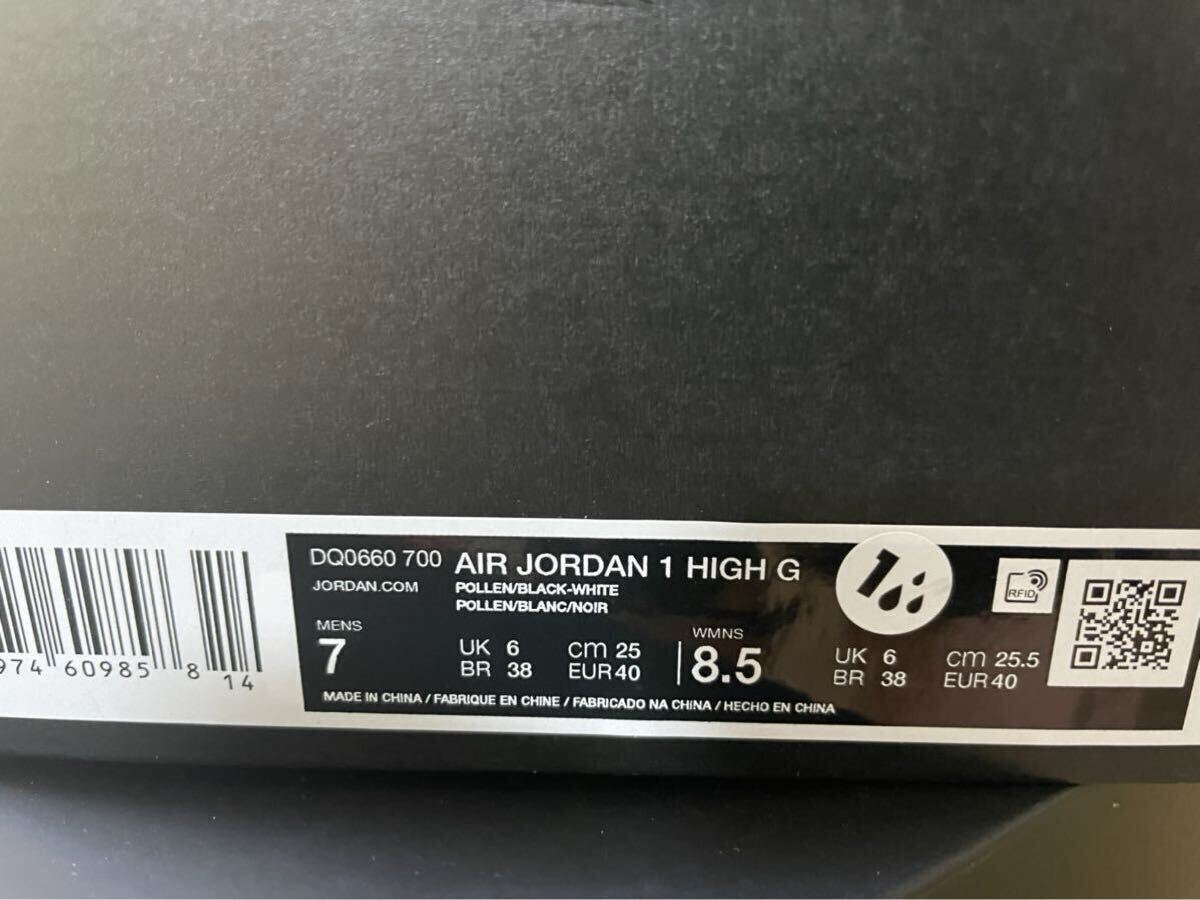 DQ0660 700 AIR JORDAN 1 HIGH G
JORDAN.COM
POLLEN/BLACK-WHITE
POLLEN/BLANC/NOIR
MENS
7
UK 6
BR 38
cm 25
EUR 40
WMNS
8.5
UK 6
BR 38
cm 25.5
EUR 40
MADE IN CHINA / FABRIQUE EN CHINE / FABRICADO NA CHINA / HECHO EN CHINA
974 60985 8 14
1
RFID